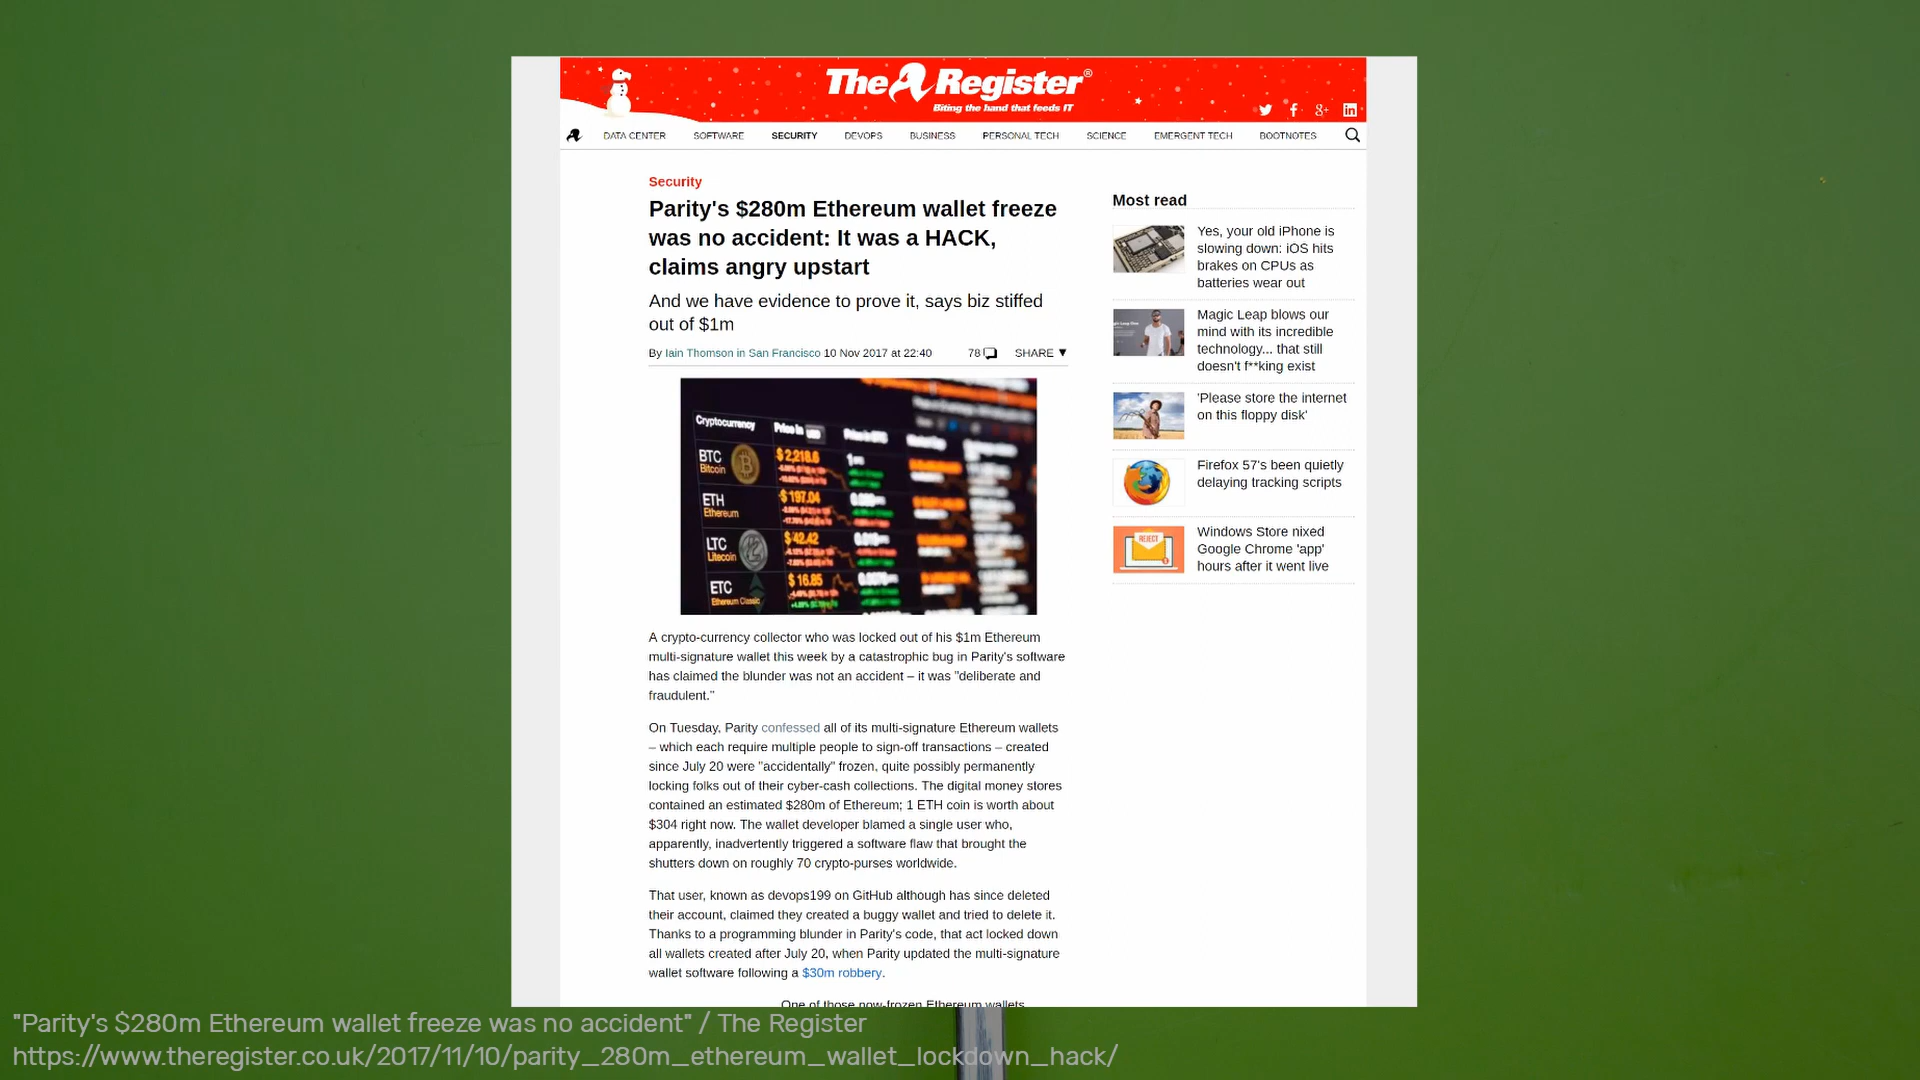 The Register®
Biting the hand that feeds IT
DATA CENTER SOFTWARE SECURITY DEVOPS BUSINESS PERSONAL TECH SCIENCE EMERGENT TECH BOOTNOTES
Security
Parity's $280m Ethereum wallet freeze
was no accident: It was a HACK,
claims angry upstart
And we have evidence to prove it, says biz stiffed
out of $1m
By Iain Thomson in San Francisco 10 Nov 2017 at 22:40 78 SHARE ▼
Cryptocurrency Price in USD
BTC $ 2,218.6
Bitcoin
ETH $ 197.04
Ethereum
LTC $ 42.42
Litecoin
ETC $ 16.85
Ethereum Classic
A crypto-currency collector who was locked out of his $1m Ethereum
multi-signature wallet this week by a catastrophic bug in Parity's software
has claimed the blunder was not an accident – it was "deliberate and
fraudulent."
On Tuesday, Parity confessed all of its multi-signature Ethereum wallets
– which each require multiple people to sign-off transactions – created
since July 20 were "accidentally" frozen, quite possibly permanently
locking folks out of their cyber-cash collections. The digital money stores
contained an estimated $280m of Ethereum; 1 ETH coin is worth about
$304 right now. The wallet developer blamed a single user who,
apparently, inadvertently triggered a software flaw that brought the
shutters down on roughly 70 crypto-purses worldwide.
That user, known as devops199 on GitHub although has since deleted
their account, claimed they created a buggy wallet and tried to delete it.
Thanks to a programming blunder in Parity's code, that act locked down
all wallets created after July 20, when Parity updated the multi-signature
wallet software following a $30m robbery.
One of those now-frozen Ethereum wallets
Most read
Yes, your old iPhone is
slowing down: iOS hits
brakes on CPUs as
batteries wear out
Magic Leap blows our
mind with its incredible
technology... that still
doesn't f**king exist
'Please store the internet
on this floppy disk'
Firefox 57's been quietly
delaying tracking scripts
REJECT
Windows Store nixed
Google Chrome 'app'
hours after it went live
"Parity's $280m Ethereum wallet freeze was no accident" / The Register
https://www.theregister.co.uk/2017/11/10/parity_280m_ethereum_wallet_lockdown_hack/